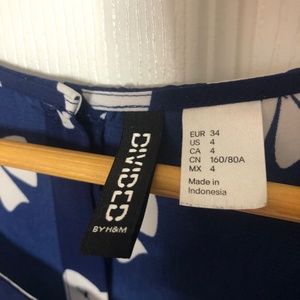 DIVIDED
BY H&M
EUR 34
US 4
CA 4
CN 160/80A
MX 4
Made in
Indonesia